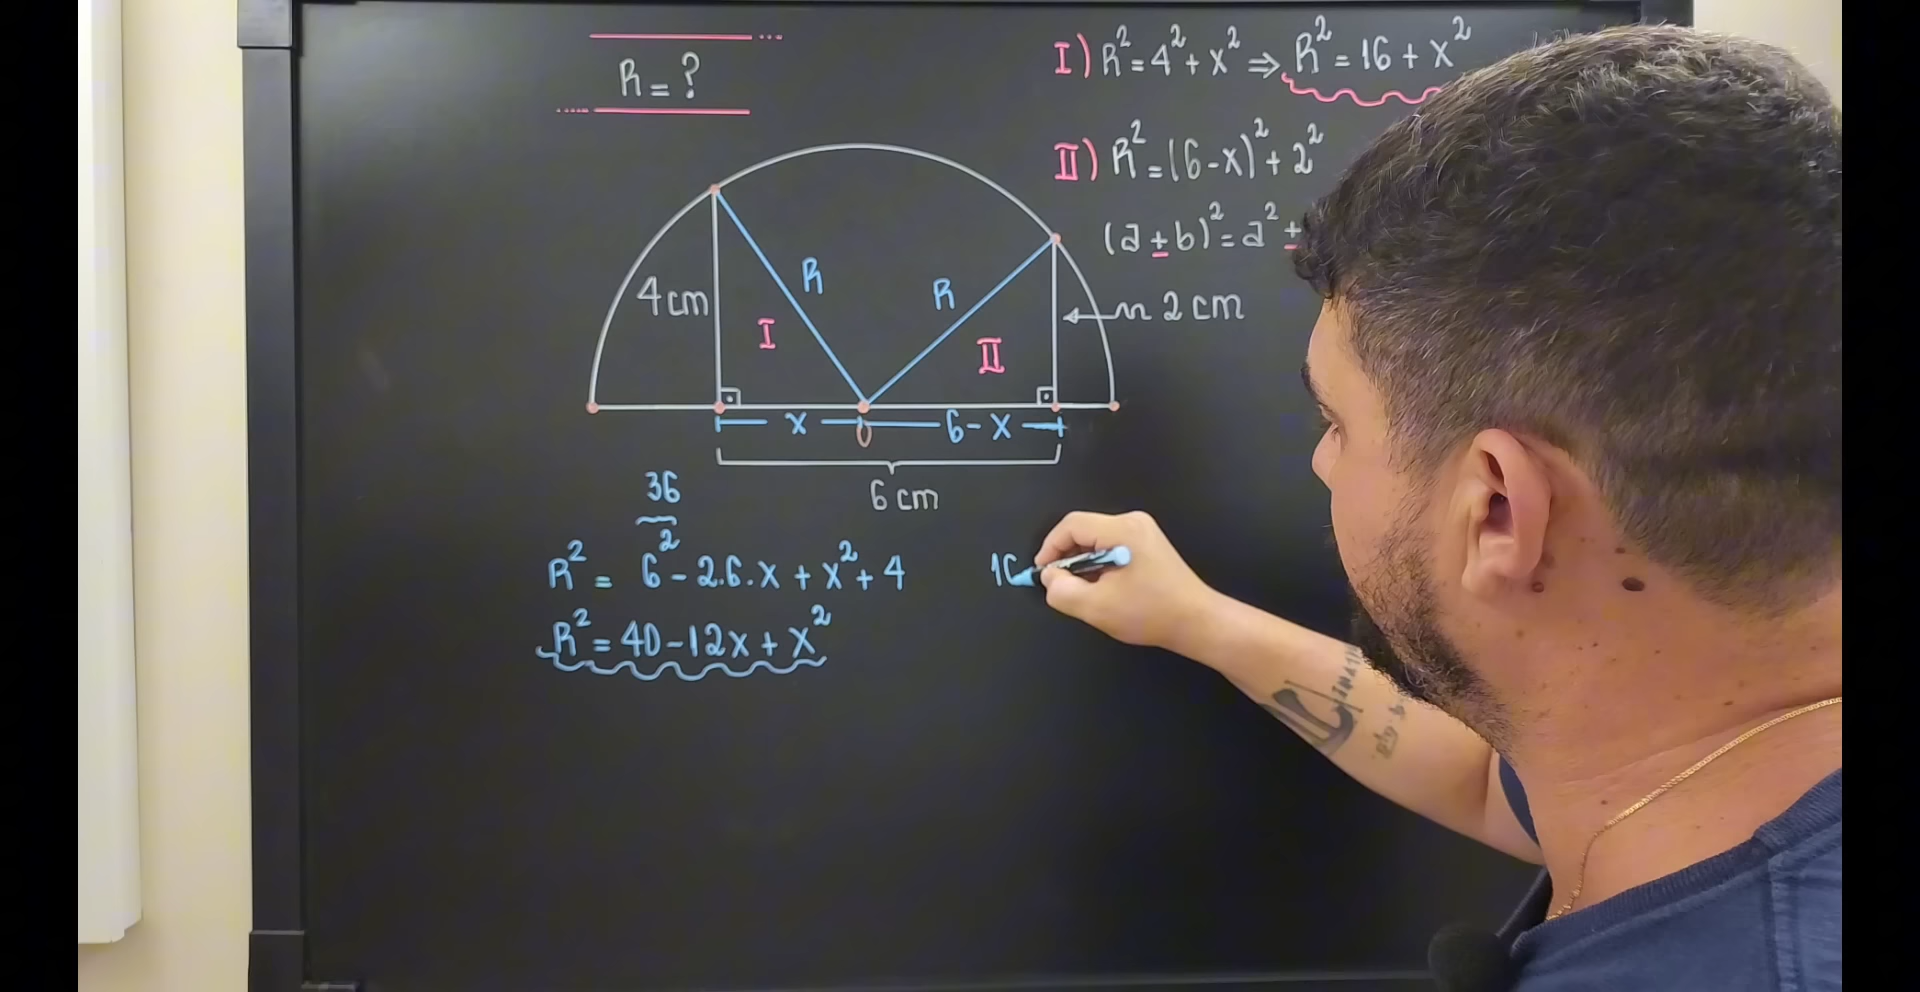 R = ?
I) R² = 4² + x² ⇒ R² = 16 + x²
II) R² = (6 - x)² + 2²
(a ± b)² = a² ±
4 cm
R
R
I
II
2 cm
x
6 - x
0
6 cm
36
R² = 6² - 2.6.x + x² + 4
16
R² = 40 - 12x + x²